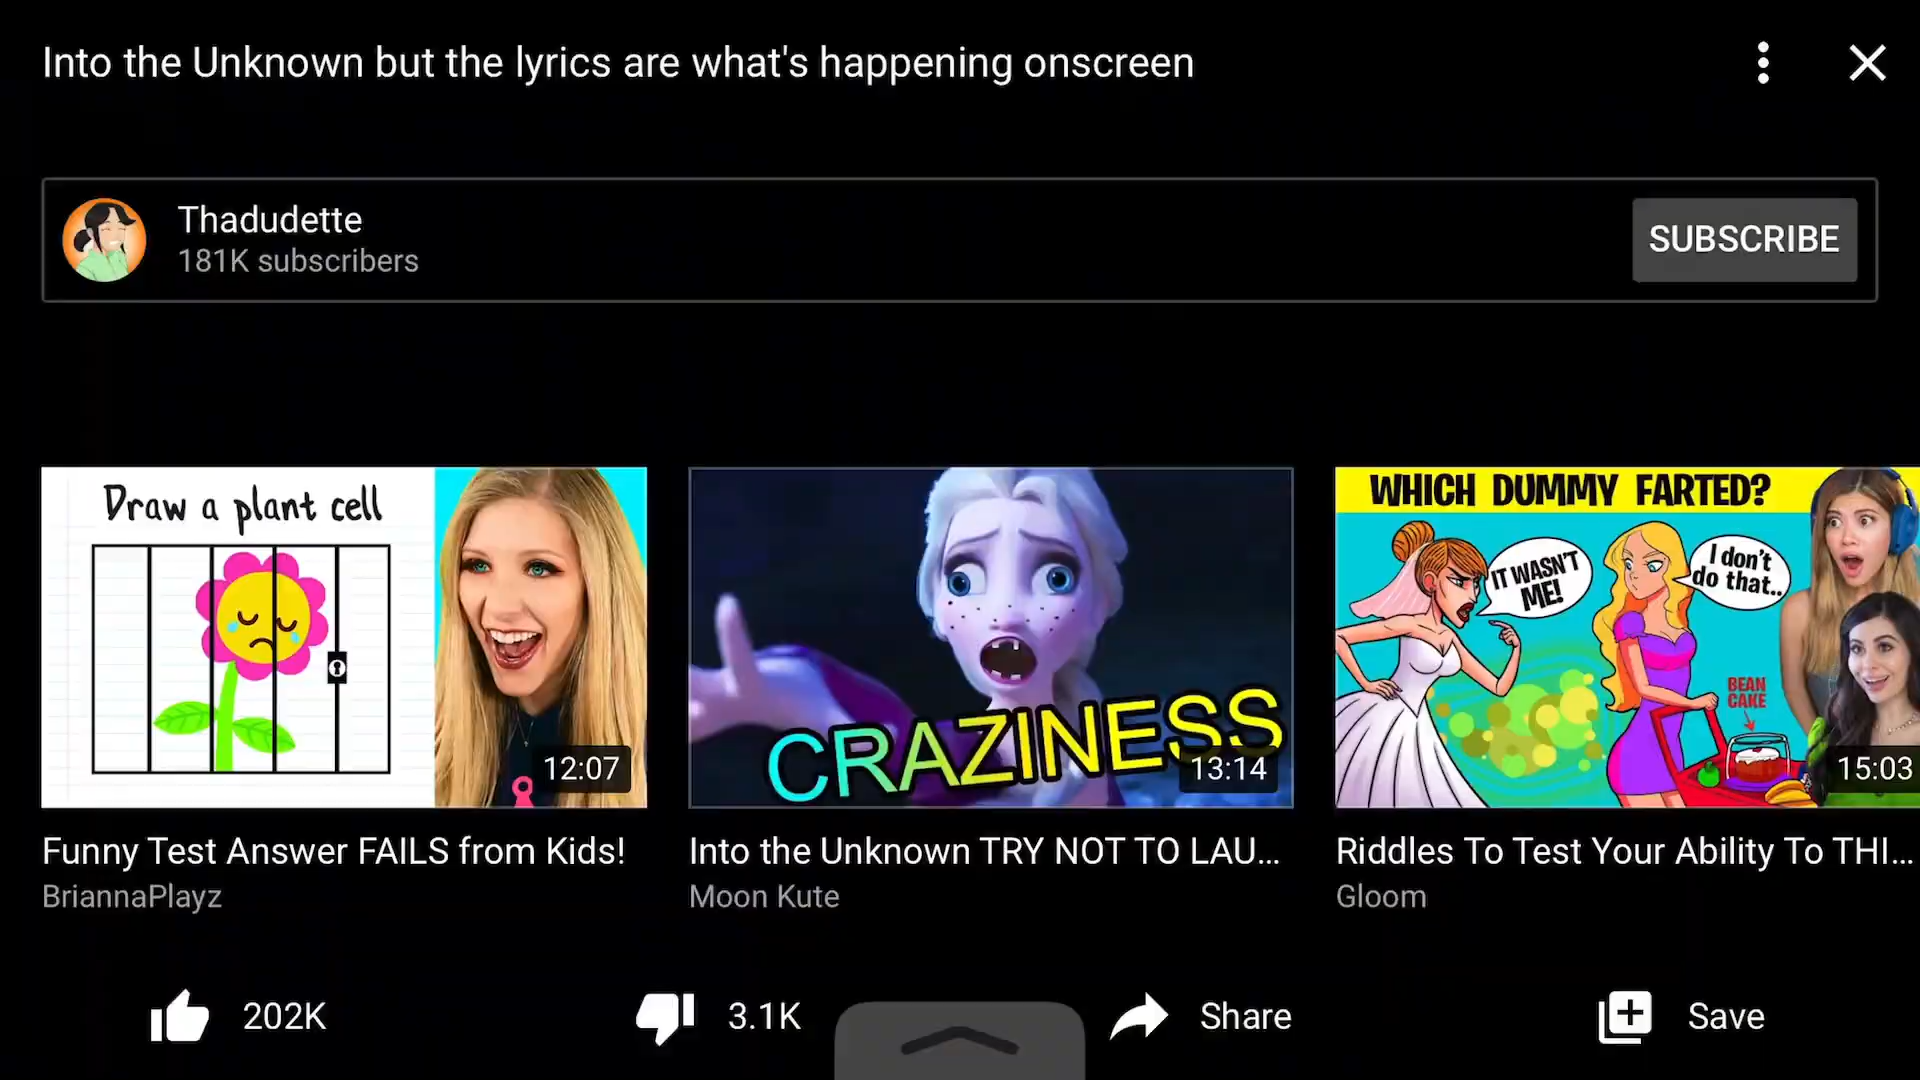 Into the Unknown but the lyrics are what's happening onscreen
Thadudette
181K subscribers
SUBSCRIBE
Draw a plant cell
12:07
CRAZINESS
13:14
WHICH DUMMY FARTED?
IT WASN'T
ME!
I don't
do that..
BEAN
CAKE
15:03
Funny Test Answer FAILS from Kids!
BriannaPlayz
Into the Unknown TRY NOT TO LAU...
Moon Kute
Riddles To Test Your Ability To THI...
Gloom
202K
3.1K
Share
Save